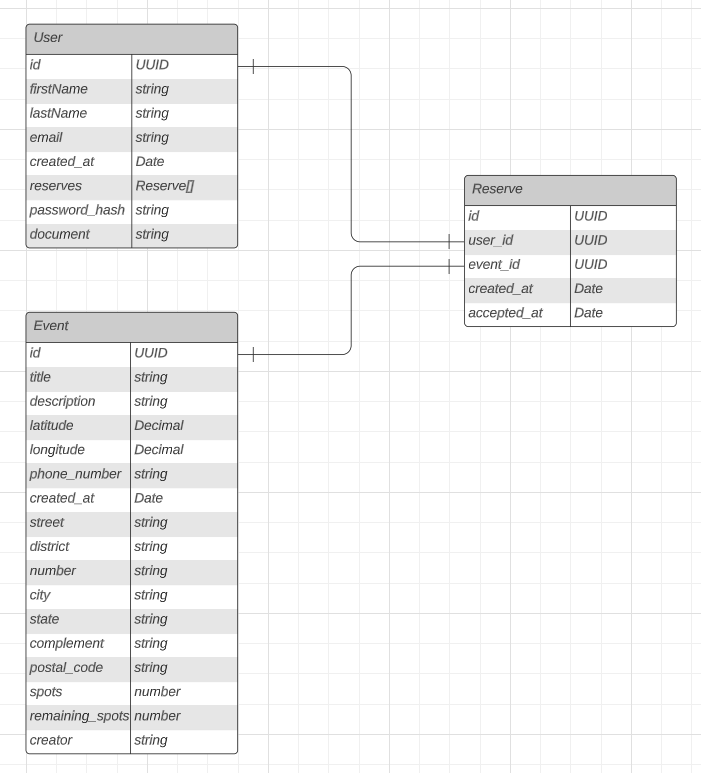 User
id UUID
firstName string
lastName string
email string
created_at Date
reserves Reserve[]
password_hash string
document string
Reserve
id UUID
user_id UUID
event_id UUID
created_at Date
accepted_at Date
Event
id UUID
title string
description string
latitude Decimal
longitude Decimal
phone_number string
created_at Date
street string
district string
number string
city string
state string
complement string
postal_code string
spots number
remaining_spots number
creator string